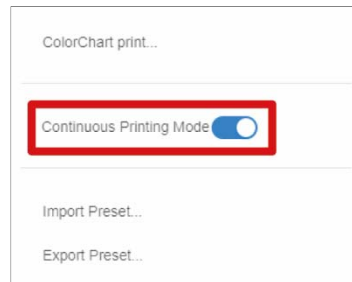 ColorChart print...
Continuous Printing Mode
Import Preset...
Export Preset...